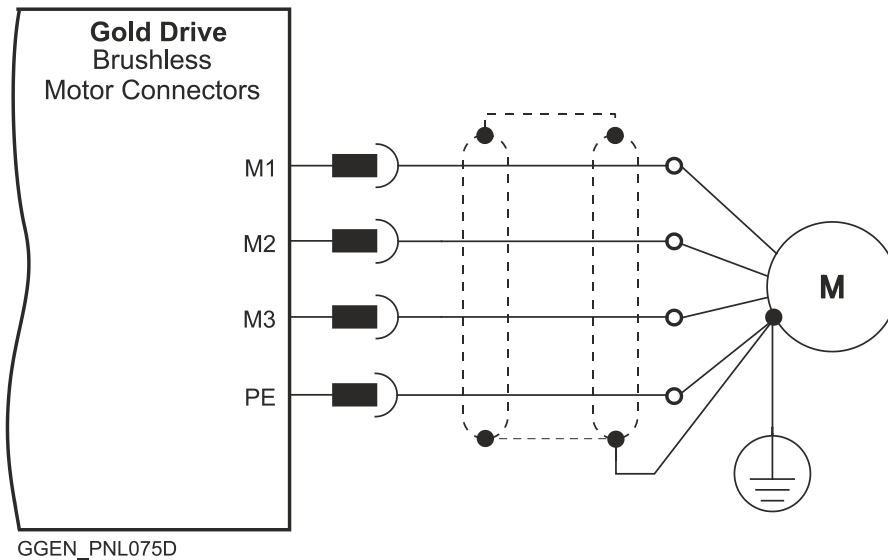 Gold Drive
Brushless
Motor Connectors
M1
M2
M3
PE
M
GGEN_PNL075D